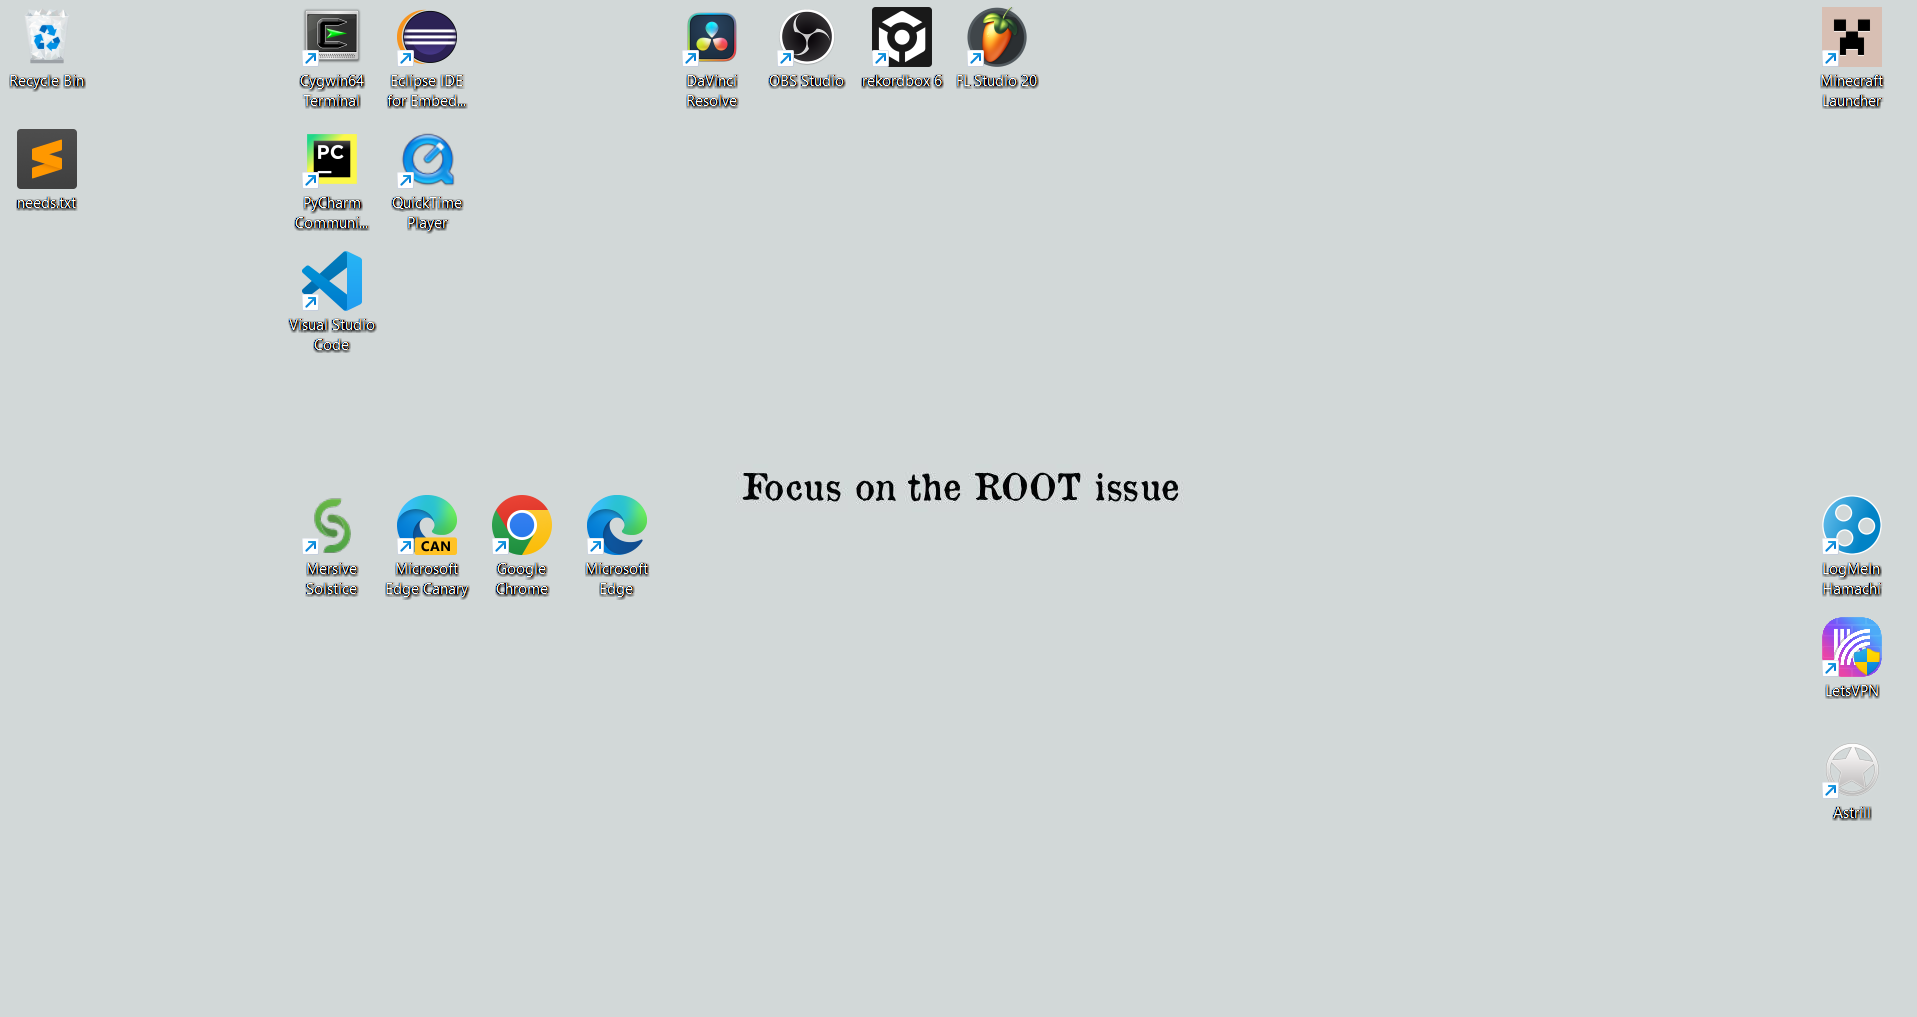 Recycle Bin
Cygwin64
Terminal
Eclipse IDE
for Embed...
DaVinci
Resolve
OBS Studio
rekordbox 6
FL Studio 20
Minecraft
Launcher
needs.txt
PC
PyCharm
Communi...
QuickTime
Player
Visual Studio
Code
Focus on the ROOT issue
Mersive
Solstice
CAN
Microsoft
Edge Canary
Google
Chrome
Microsoft
Edge
LogMeIn
Hamachi
LetsVPN
Astrill